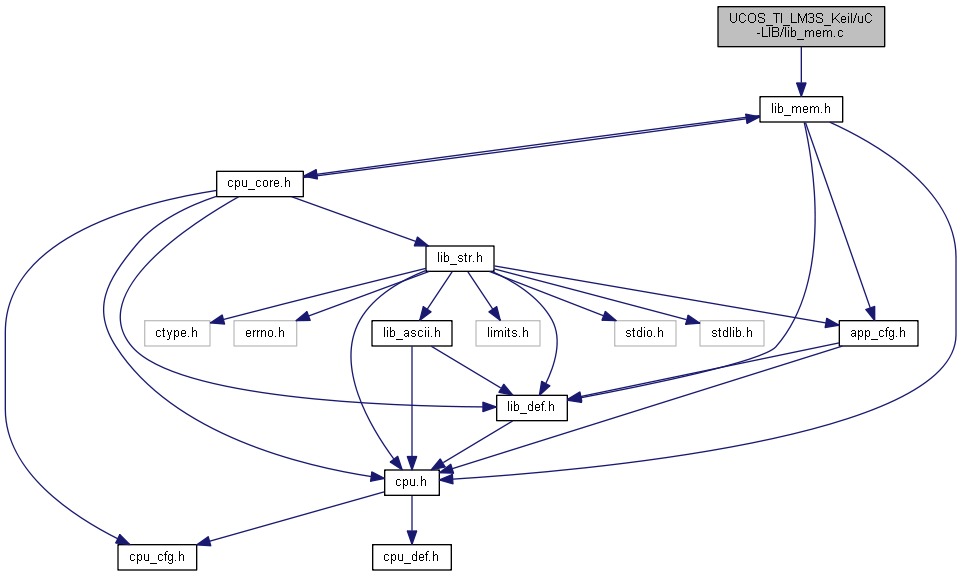 UCOS_TI_LM3S_Keil/uC
-LIB/lib_mem.c
lib_mem.h
cpu_core.h
lib_str.h
ctype.h
errno.h
lib_ascii.h
limits.h
stdio.h
stdlib.h
app_cfg.h
lib_def.h
cpu.h
cpu_cfg.h
cpu_def.h